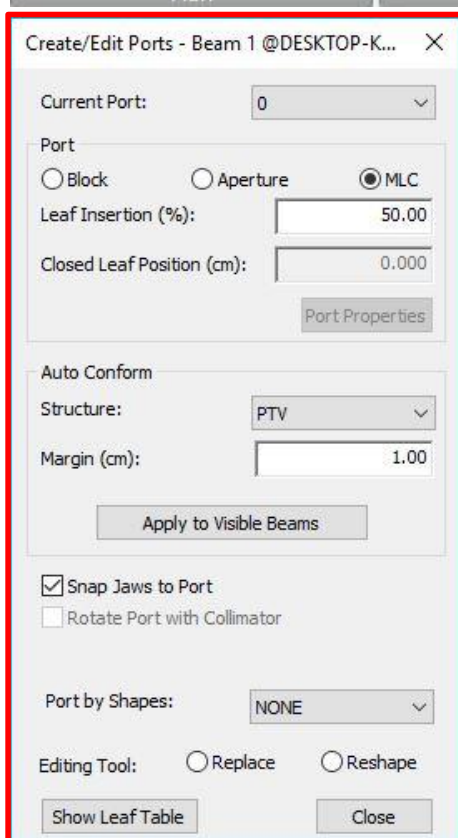 Create/Edit Ports - Beam 1 @DESKTOP-K...
Current Port: 0
Port
Block Aperture MLC
Leaf Insertion (%): 50.00
Closed Leaf Position (cm): 0.000
Port Properties
Auto Conform
Structure: PTV
Margin (cm): 1.00
Apply to Visible Beams
Snap Jaws to Port
Rotate Port with Collimator
Port by Shapes: NONE
Editing Tool: Replace Reshape
Show Leaf Table Close